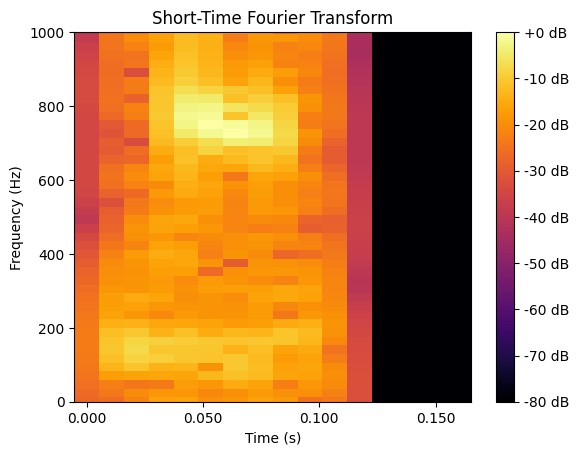 Short-Time Fourier Transform
1000
800
600
400
200
0
Frequency (Hz)
0.000
0.050
0.100
0.150
Time (s)
+0 dB
-10 dB
-20 dB
-30 dB
-40 dB
-50 dB
-60 dB
-70 dB
-80 dB